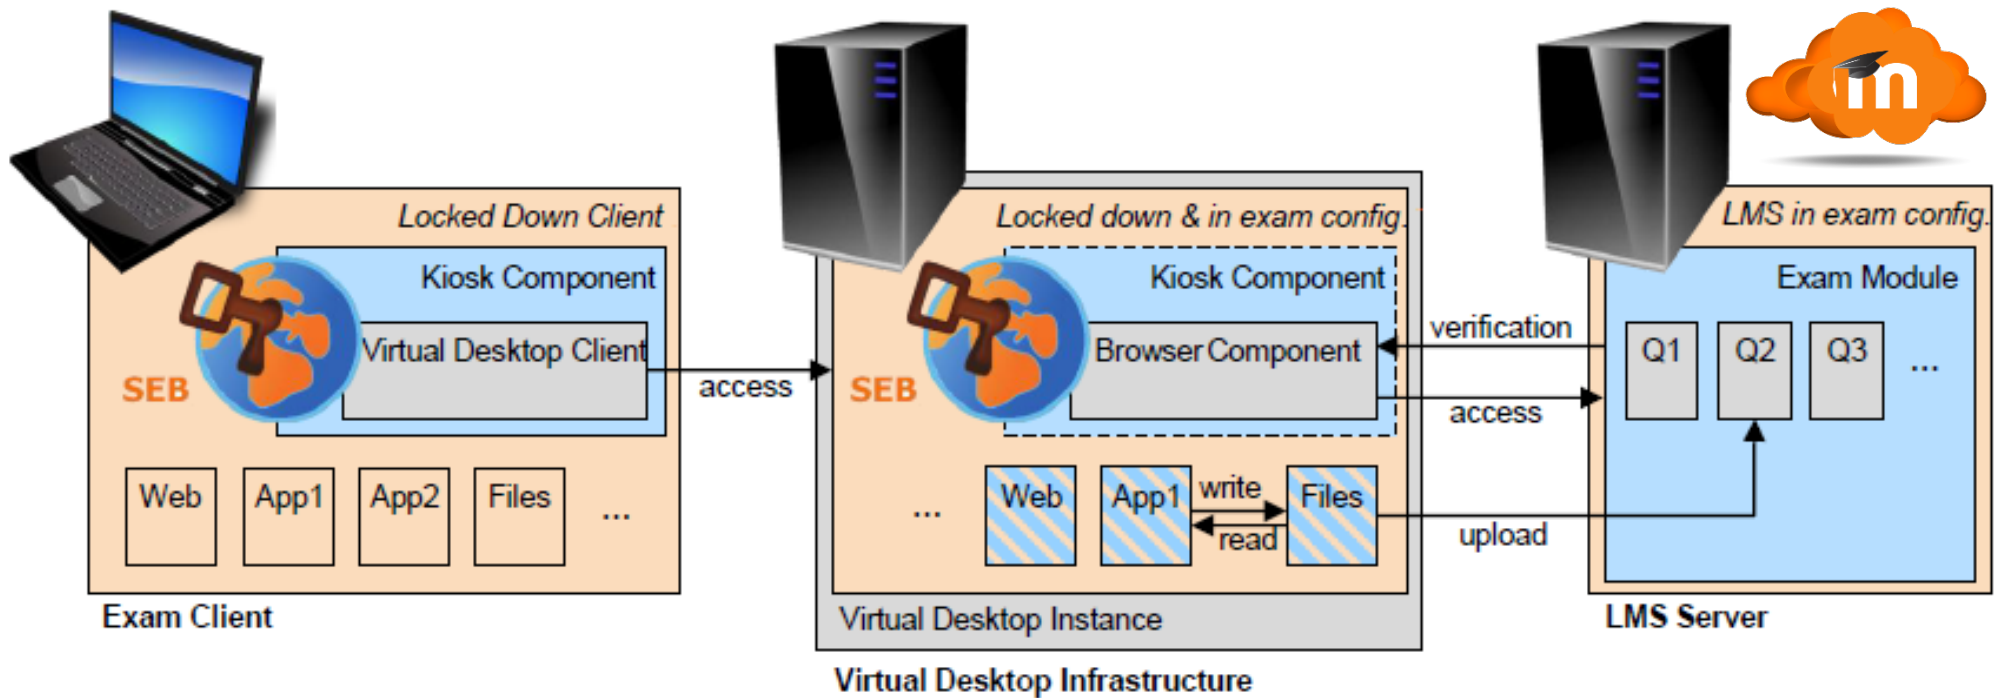 Locked Down Client
Kiosk Component
Virtual Desktop Client
SEB
Web
App1
App2
Files
...
Exam Client
access
Locked down & in exam config.
Kiosk Component
Browser Component
SEB
...
Web
App1
write
read
Files
Virtual Desktop Instance
Virtual Desktop Infrastructure
verification
access
upload
m
LMS in exam config.
Exam Module
Q1
Q2
Q3
...
LMS Server